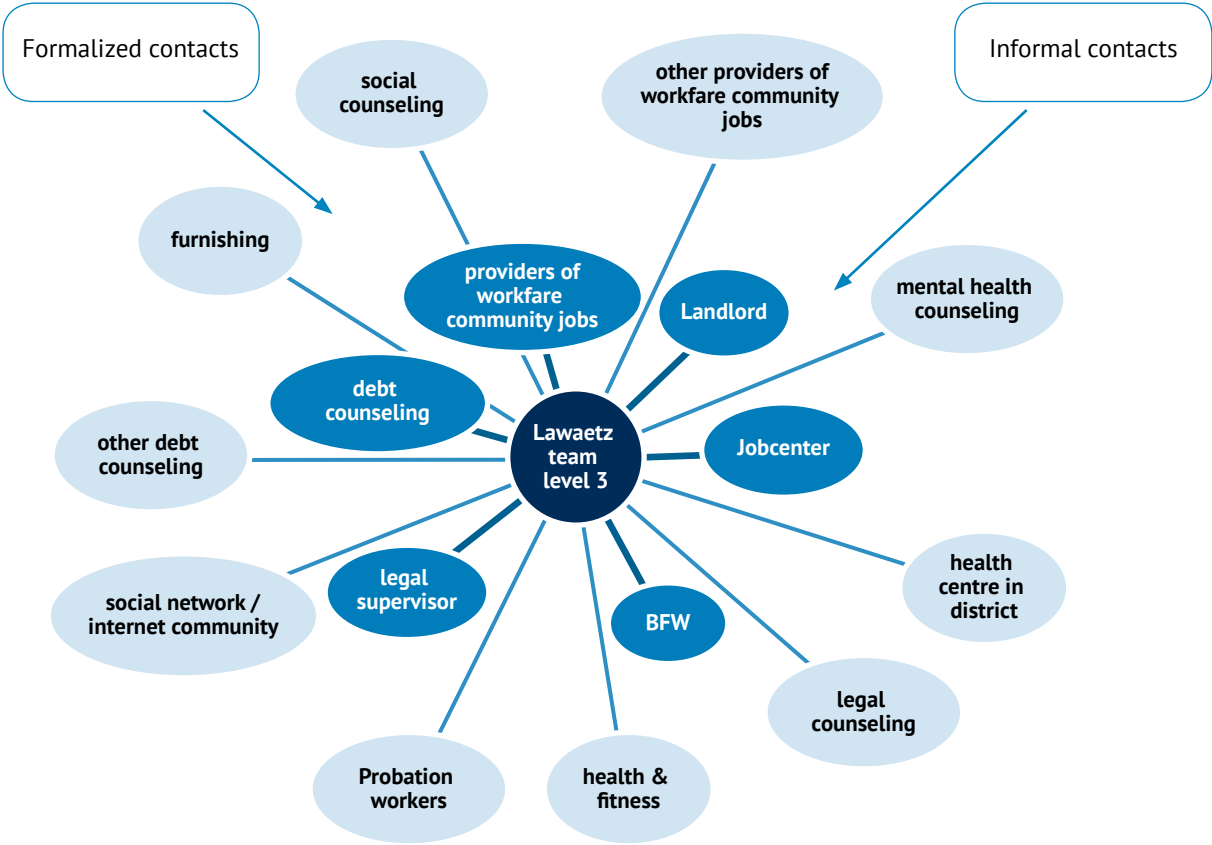 Formalized contacts
Informal contacts
social
counseling
other providers of
workfare community
jobs
furnishing
providers of
workfare
community jobs
Landlord
mental health
counseling
debt
counseling
other debt
counseling
Lawaetz
team
level 3
Jobcenter
social network /
internet community
legal
supervisor
BFW
health
centre in
district
legal
counseling
Probation
workers
health &
fitness